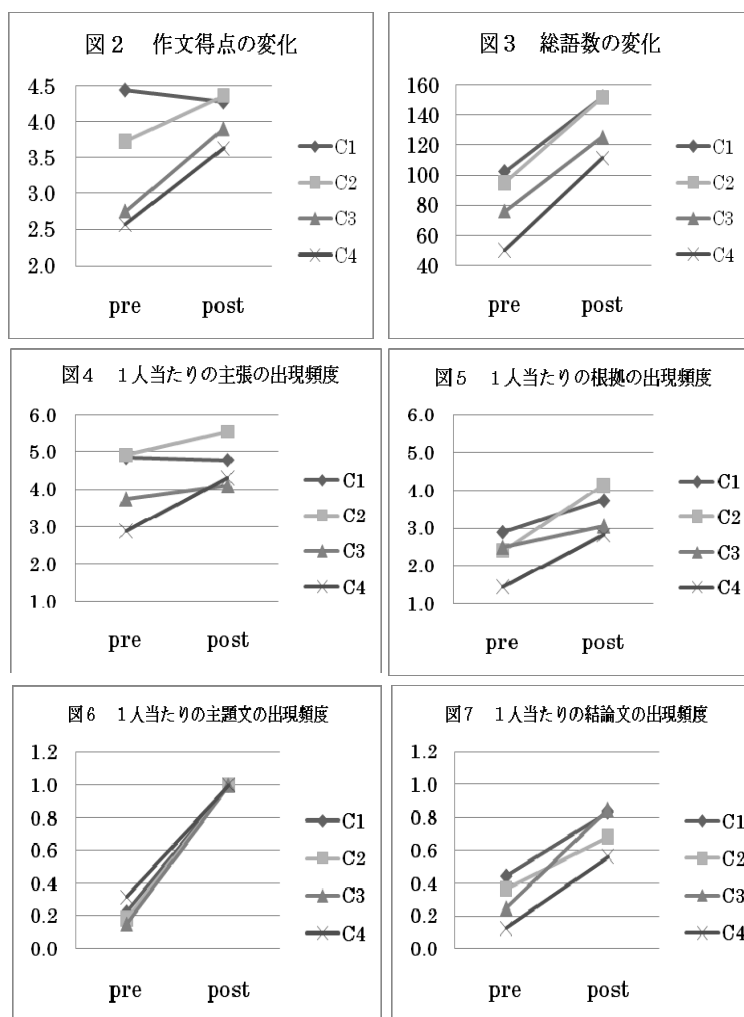 図2 作文得点の変化
4.5
4.0
3.5
3.0
2.5
2.0
pre post
C1
C2
C3
C4
図3 総語数の変化
160
140
120
100
80
60
40
pre post
C1
C2
C3
C4
図4 1人当たりの主張の出現頻度
6.0
5.0
4.0
3.0
2.0
1.0
pre post
C1
C2
C3
C4
図5 1人当たりの根拠の出現頻度
6.0
5.0
4.0
3.0
2.0
1.0
pre post
C1
C2
C3
C4
図6 1人当たりの主題文の出現頻度
1.2
1.0
0.8
0.6
0.4
0.2
0.0
pre post
C1
C2
C3
C4
図7 1人当たりの結論文の出現頻度
1.2
1.0
0.8
0.6
0.4
0.2
0.0
pre post
C1
C2
C3
C4